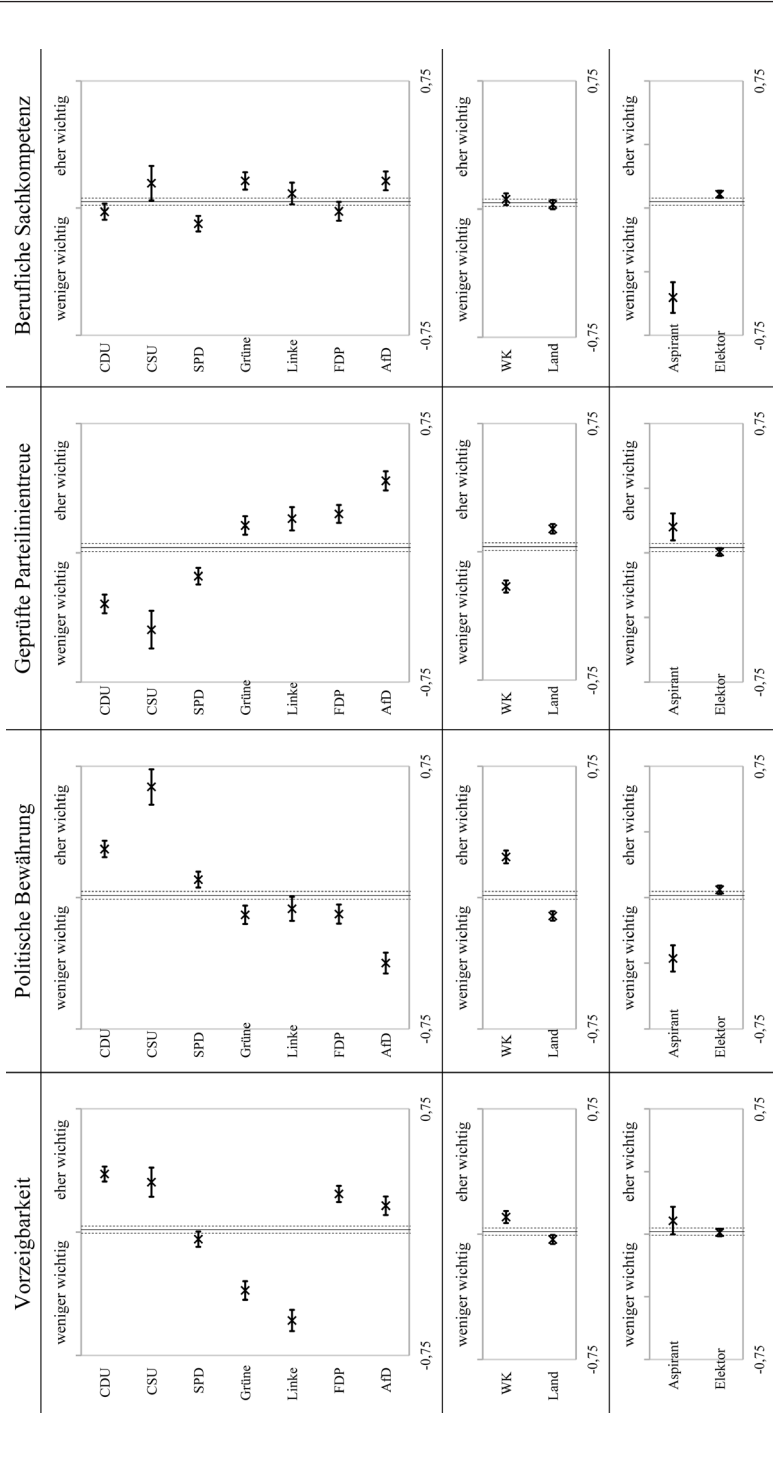 Vorzeigbarkeit Politische Bewährung Geprüfte Parteilinientreue Berufliche Sachkompetenz
weniger wichtig eher wichtig weniger wichtig eher wichtig weniger wichtig eher wichtig weniger wichtig eher wichtig
CDU CDU CDU CDU
CSU CSU CSU CSU
SPD SPD SPD SPD
Grüne Grüne Grüne Grüne
Linke Linke Linke Linke
FDP FDP FDP FDP
AfD AfD AfD AfD
-0,75 0,75 -0,75 0,75 -0,75 0,75 -0,75 0,75
weniger wichtig eher wichtig weniger wichtig eher wichtig weniger wichtig eher wichtig weniger wichtig eher wichtig
WK WK WK WK
Land Land Land Land
-0,75 0,75 -0,75 0,75 -0,75 0,75 -0,75 0,75
weniger wichtig eher wichtig weniger wichtig eher wichtig weniger wichtig eher wichtig weniger wichtig eher wichtig
Aspirant Aspirant Aspirant Aspirant
Elektor Elektor Elektor Elektor
-0,75 0,75 -0,75 0,75 -0,75 0,75 -0,75 0,75